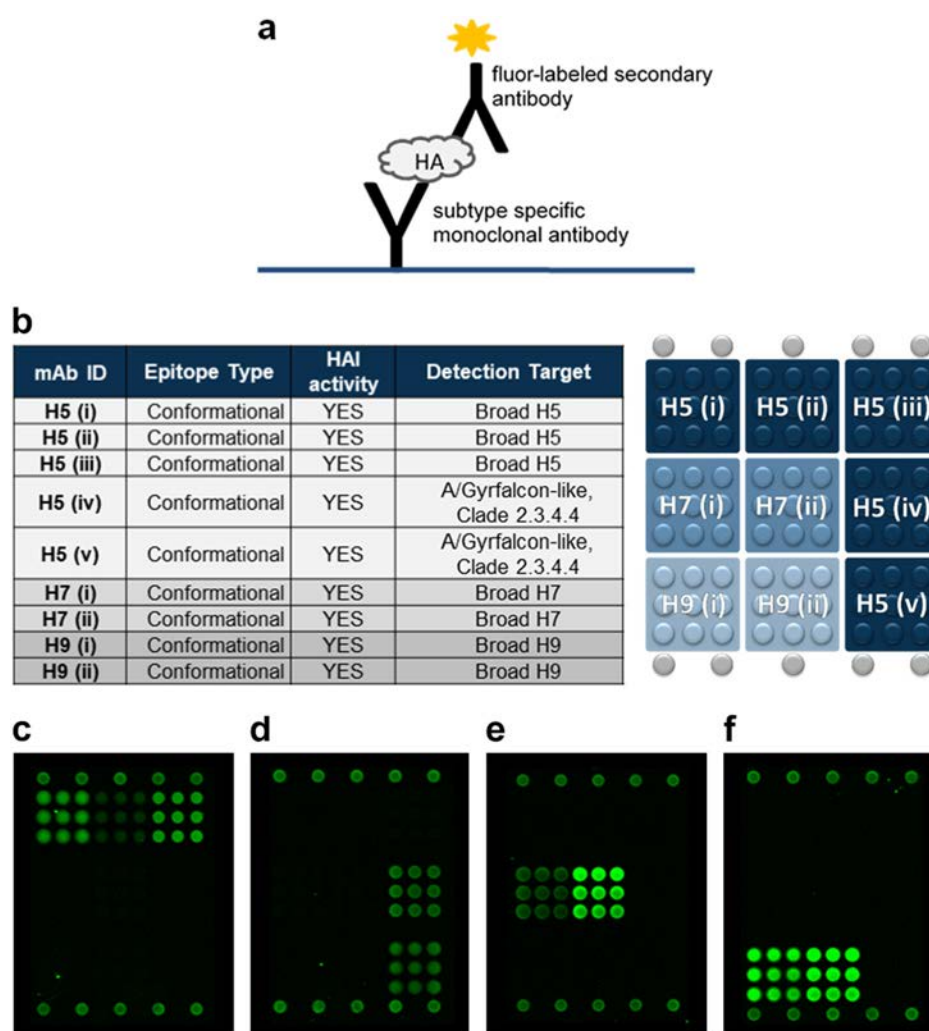 a
fluor-labeled secondary
antibody
HA
subtype specific
monoclonal antibody
b
mAb ID Epitope Type HAI activity Detection Target
H5 (i) Conformational YES Broad H5
H5 (ii) Conformational YES Broad H5
H5 (iii) Conformational YES Broad H5
H5 (iv) Conformational YES A/Gyrfalcon-like, Clade 2.3.4.4
H5 (v) Conformational YES A/Gyrfalcon-like, Clade 2.3.4.4
H7 (i) Conformational YES Broad H7
H7 (ii) Conformational YES Broad H7
H9 (i) Conformational YES Broad H9
H9 (ii) Conformational YES Broad H9
H5 (i) H5 (ii) H5 (iii)
H7 (i) H7 (ii) H5 (iv)
H9 (i) H9 (ii) H5 (v)
c d e f